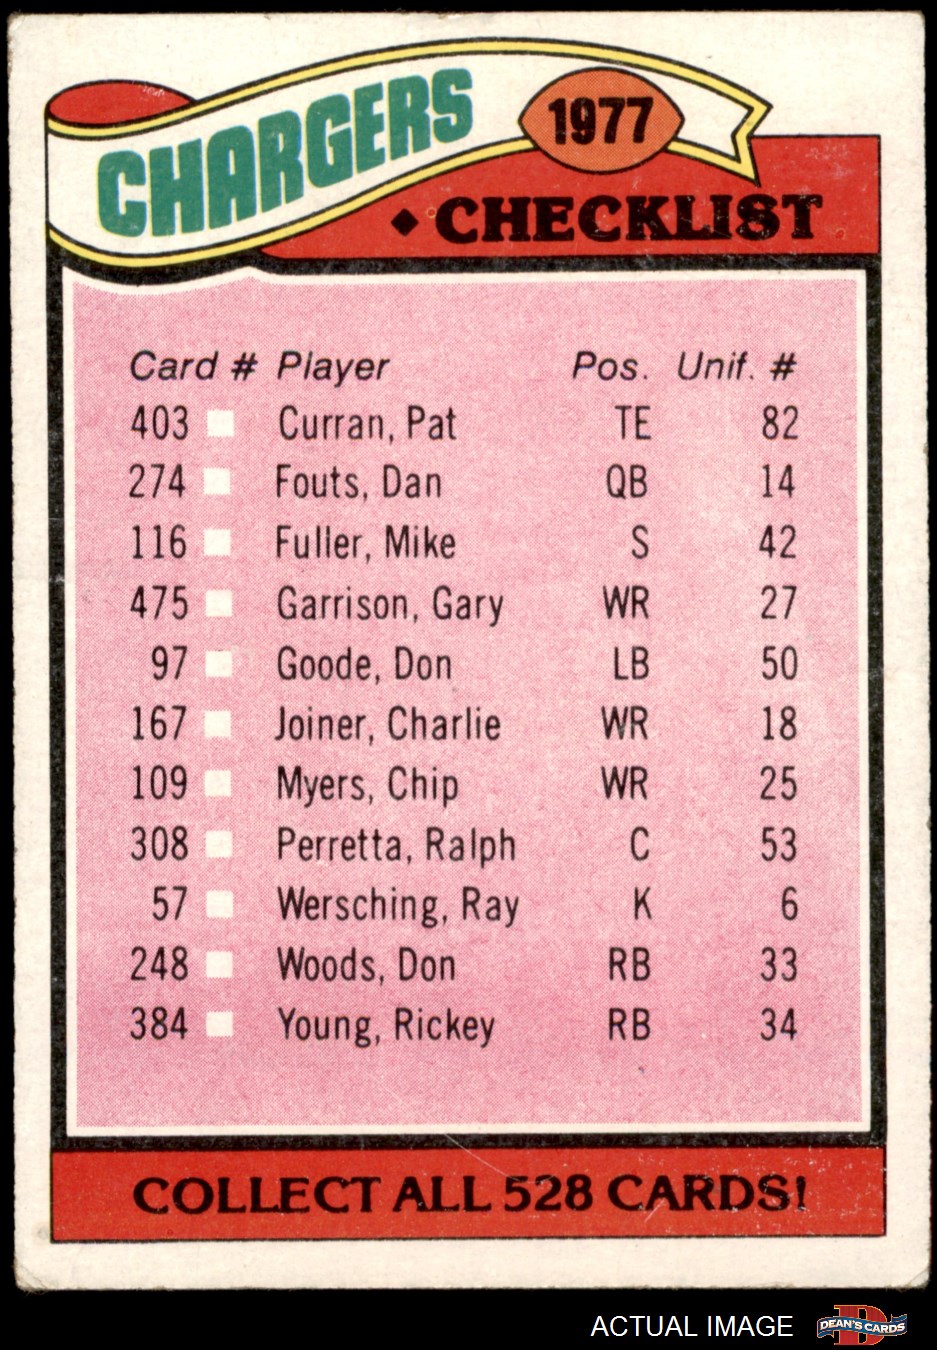 CHARGERS
1977
◆ CHECKLIST
Card # Player Pos. Unif. #
403 Curran, Pat TE 82
274 Fouts, Dan QB 14
116 Fuller, Mike S 42
475 Garrison, Gary WR 27
97 Goode, Don LB 50
167 Joiner, Charlie WR 18
109 Myers, Chip WR 25
308 Perretta, Ralph C 53
57 Wersching, Ray K 6
248 Woods, Don RB 33
384 Young, Rickey RB 34
COLLECT ALL 528 CARDS!
ACTUAL IMAGE
D
DEAN'S CARDS